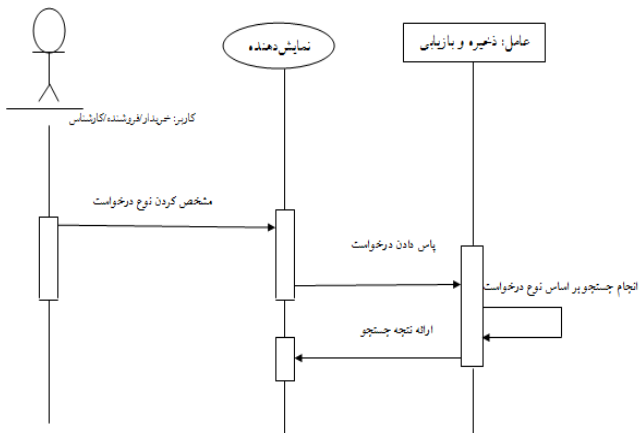 عامل: ذخیره و بازیابی
نمایش‌دهنده
کاربر: خریدار/فروشنده/کارشناس
مشخص کردن نوع درخواست
پاس دادن درخواست
انجام جستجو بر اساس نوع درخواست
ارائه نتجه جستجو